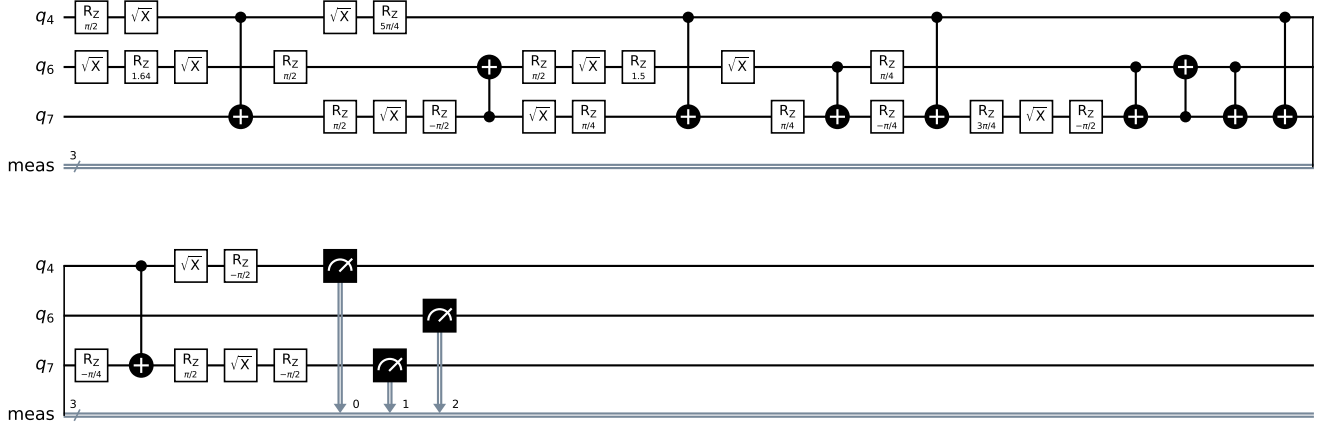 q4 RZ π/2 √X √X RZ 5π/4
q6 √X RZ 1.64 √X RZ π/2 RZ π/2 √X RZ 1.5 √X RZ π/4
q7 RZ π/2 √X RZ −π/2 √X RZ π/4 RZ π/4 RZ −π/4 RZ 3π/4 √X RZ −π/2
meas 3
q4 √X RZ −π/2
q6
q7 RZ −π/4 RZ π/2 √X RZ −π/2
meas 3 0 1 2